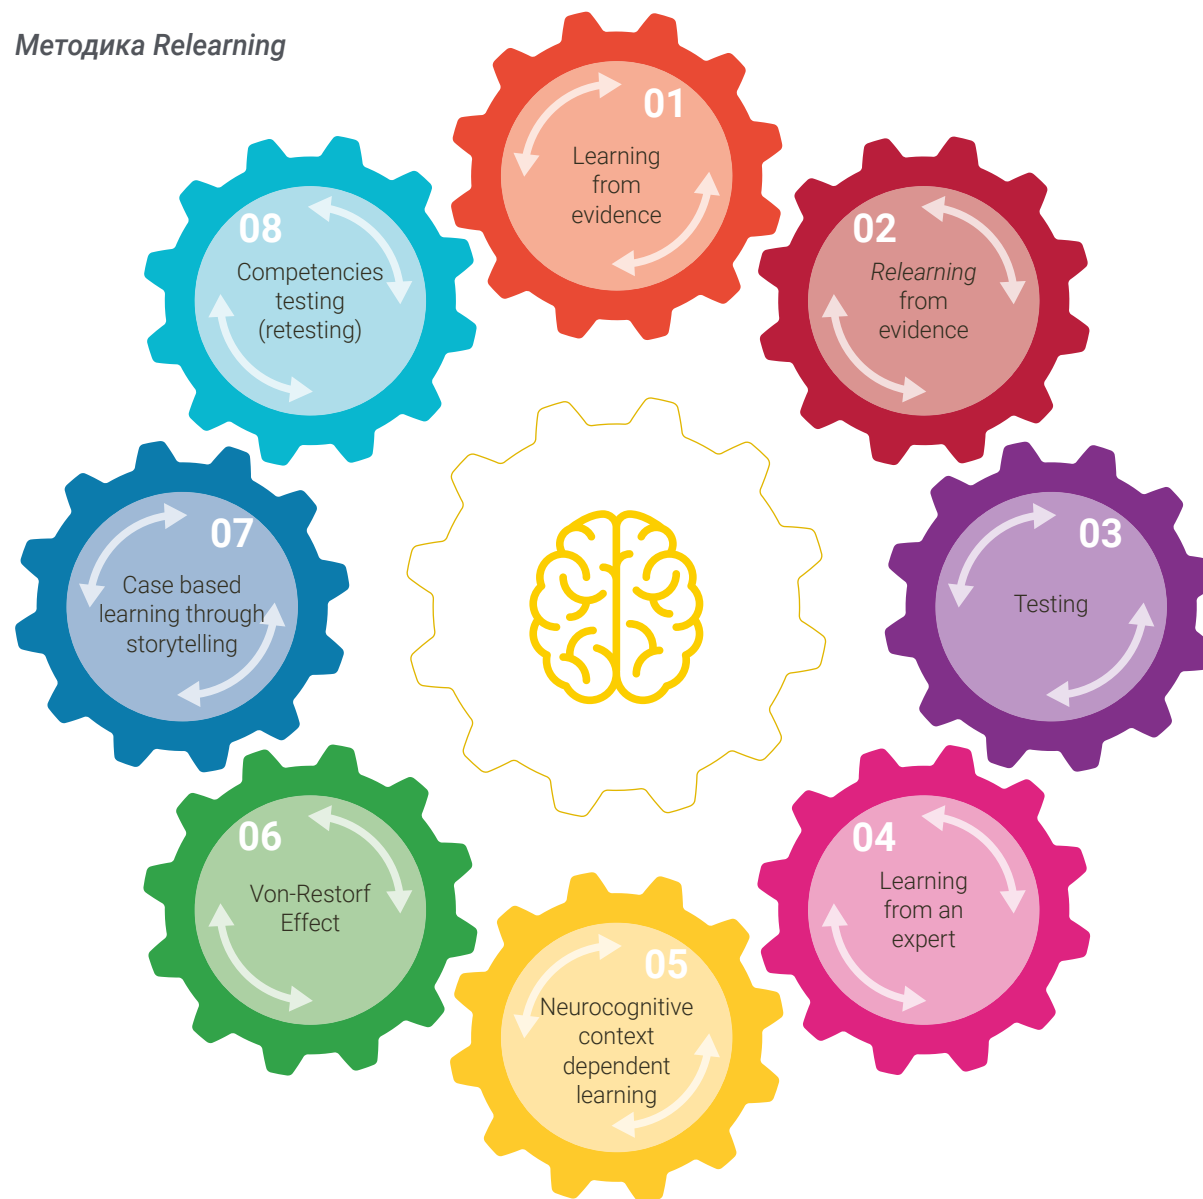 Методика Relearning
01
Learning
from
evidence
02
Relearning
from
evidence
03
Testing
04
Learning
from an
expert
05
Neurocognitive
context
dependent
learning
06
Von-Restorf
Effect
07
Case based
learning through
storytelling
08
Competencies
testing
(retesting)